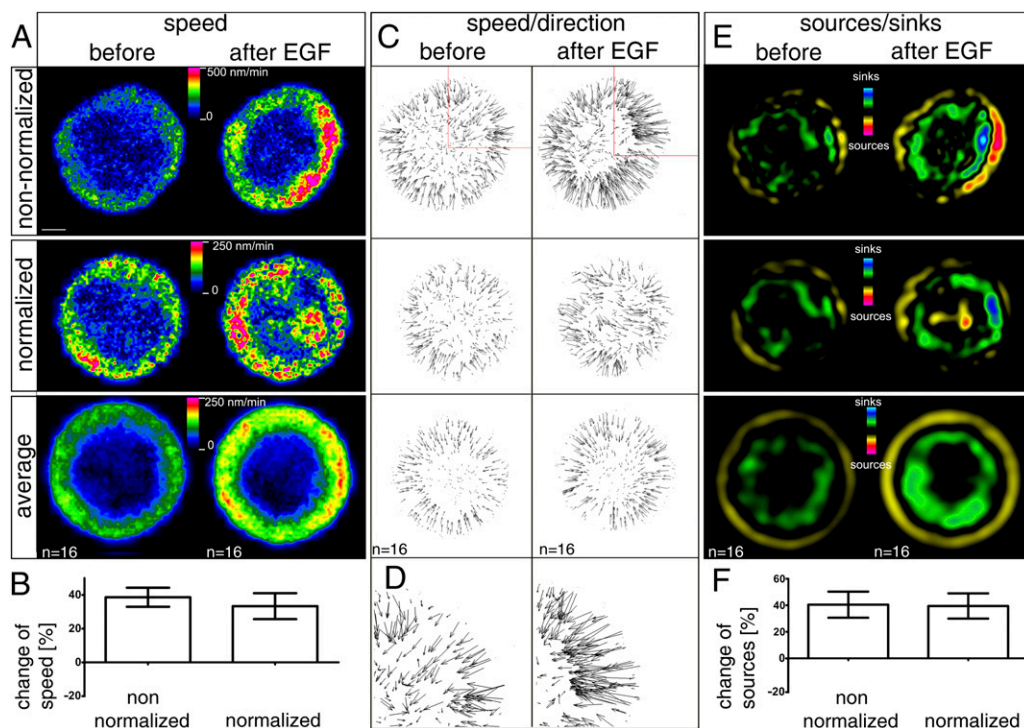 A
speed
before
after EGF
non-normalized
500 nm/min
0
normalized
250 nm/min
0
average
250 nm/min
0
n=16
n=16
B
change of
speed [%]
40
0
-20
non
normalized
normalized
C
speed/direction
before
after EGF
n=16
n=16
D
E
sources/sinks
before
after EGF
sinks
sources
sinks
sources
sinks
sources
n=16
n=16
F
change of
sources [%]
60
40
20
0
-20
non
normalized
normalized